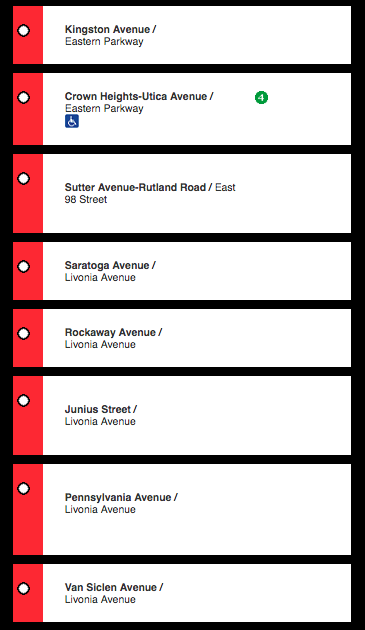 Kingston Avenue /
Eastern Parkway
Crown Heights-Utica Avenue / 4
Eastern Parkway
Sutter Avenue-Rutland Road / East
98 Street
Saratoga Avenue /
Livonia Avenue
Rockaway Avenue /
Livonia Avenue
Junius Street /
Livonia Avenue
Pennsylvania Avenue /
Livonia Avenue
Van Siclen Avenue /
Livonia Avenue